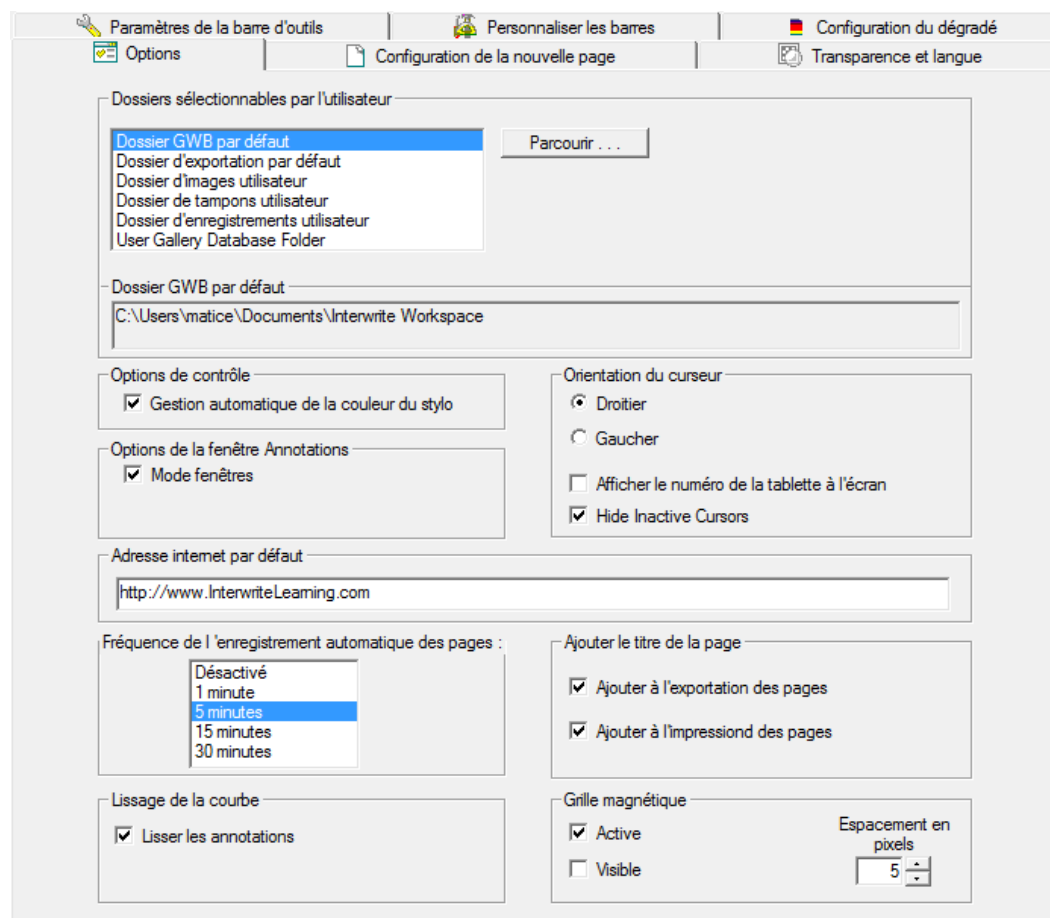 Paramètres de la barre d'outils
Personnaliser les barres
Configuration du dégradé
Options
Configuration de la nouvelle page
Transparence et langue
Dossiers sélectionnables par l'utilisateur
Dossier GWB par défaut
Dossier d'exportation par défaut
Dossier d'images utilisateur
Dossier de tampons utilisateur
Dossier d'enregistrements utilisateur
User Gallery Database Folder
Parcourir . . .
Dossier GWB par défaut
C:\Users\matice\Documents\Interwrite Workspace
Options de contrôle
Gestion automatique de la couleur du stylo
Options de la fenêtre Annotations
Mode fenêtres
Orientation du curseur
Droitier
Gaucher
Afficher le numéro de la tablette à l'écran
Hide Inactive Cursors
Adresse internet par défaut
http://www.InterwriteLearning.com
Fréquence de l 'enregistrement automatique des pages :
Désactivé
1 minute
5 minutes
15 minutes
30 minutes
Ajouter le titre de la page
Ajouter à l'exportation des pages
Ajouter à l'impressiond des pages
Lissage de la courbe
Lisser les annotations
Grille magnétique
Active
Visible
Espacement en
pixels
5